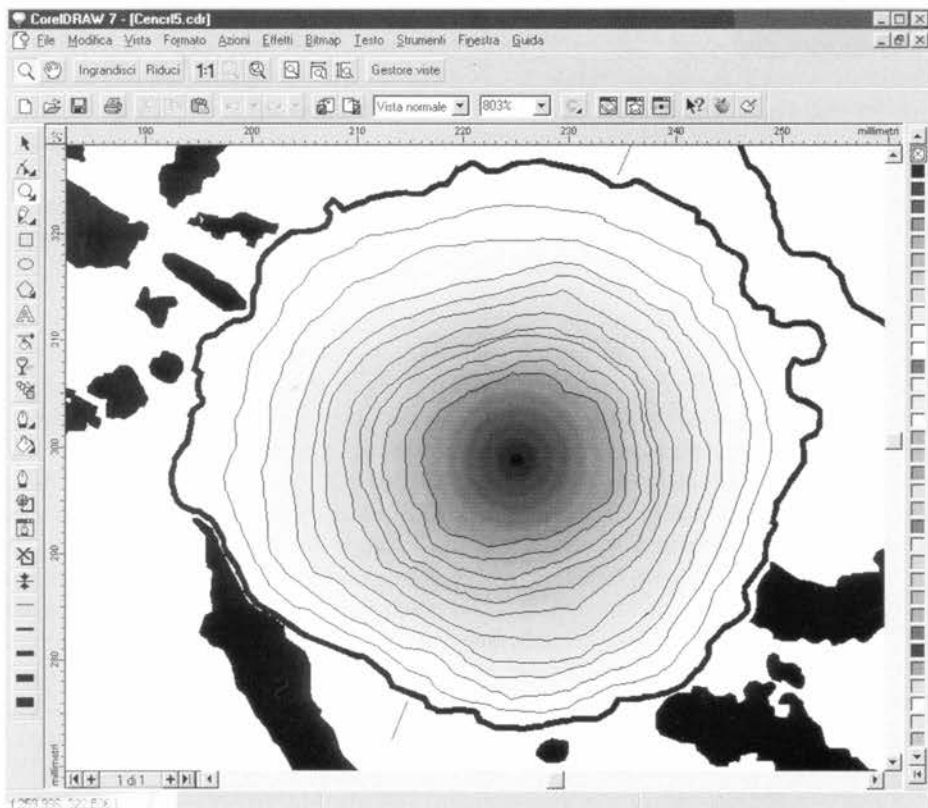 CorelDRAW 7 - [Cencrl5.cdr]
File Modifica Vista Formato Azioni Effetti Bitmap Testo Strumenti Finestra Guida
Ingrandisci Riduci 1:1 Gestore viste
Vista normale 803%
190 200 210 220 230 240 250 millimetri
320
310
300
290
280
millimetri
1 di 1